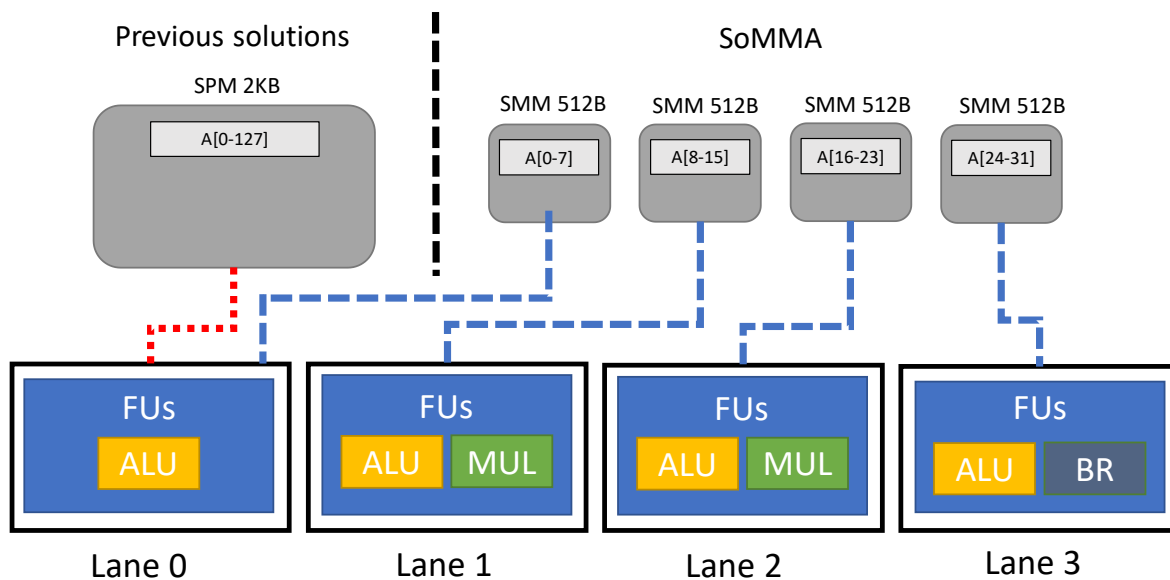 Previous solutions
SoMMA
SPM 2KB
SMM 512B
SMM 512B
SMM 512B
SMM 512B
A[0-127]
A[0-7]
A[8-15]
A[16-23]
A[24-31]
FUs
FUs
FUs
FUs
ALU
ALU
MUL
ALU
MUL
ALU
BR
Lane 0
Lane 1
Lane 2
Lane 3